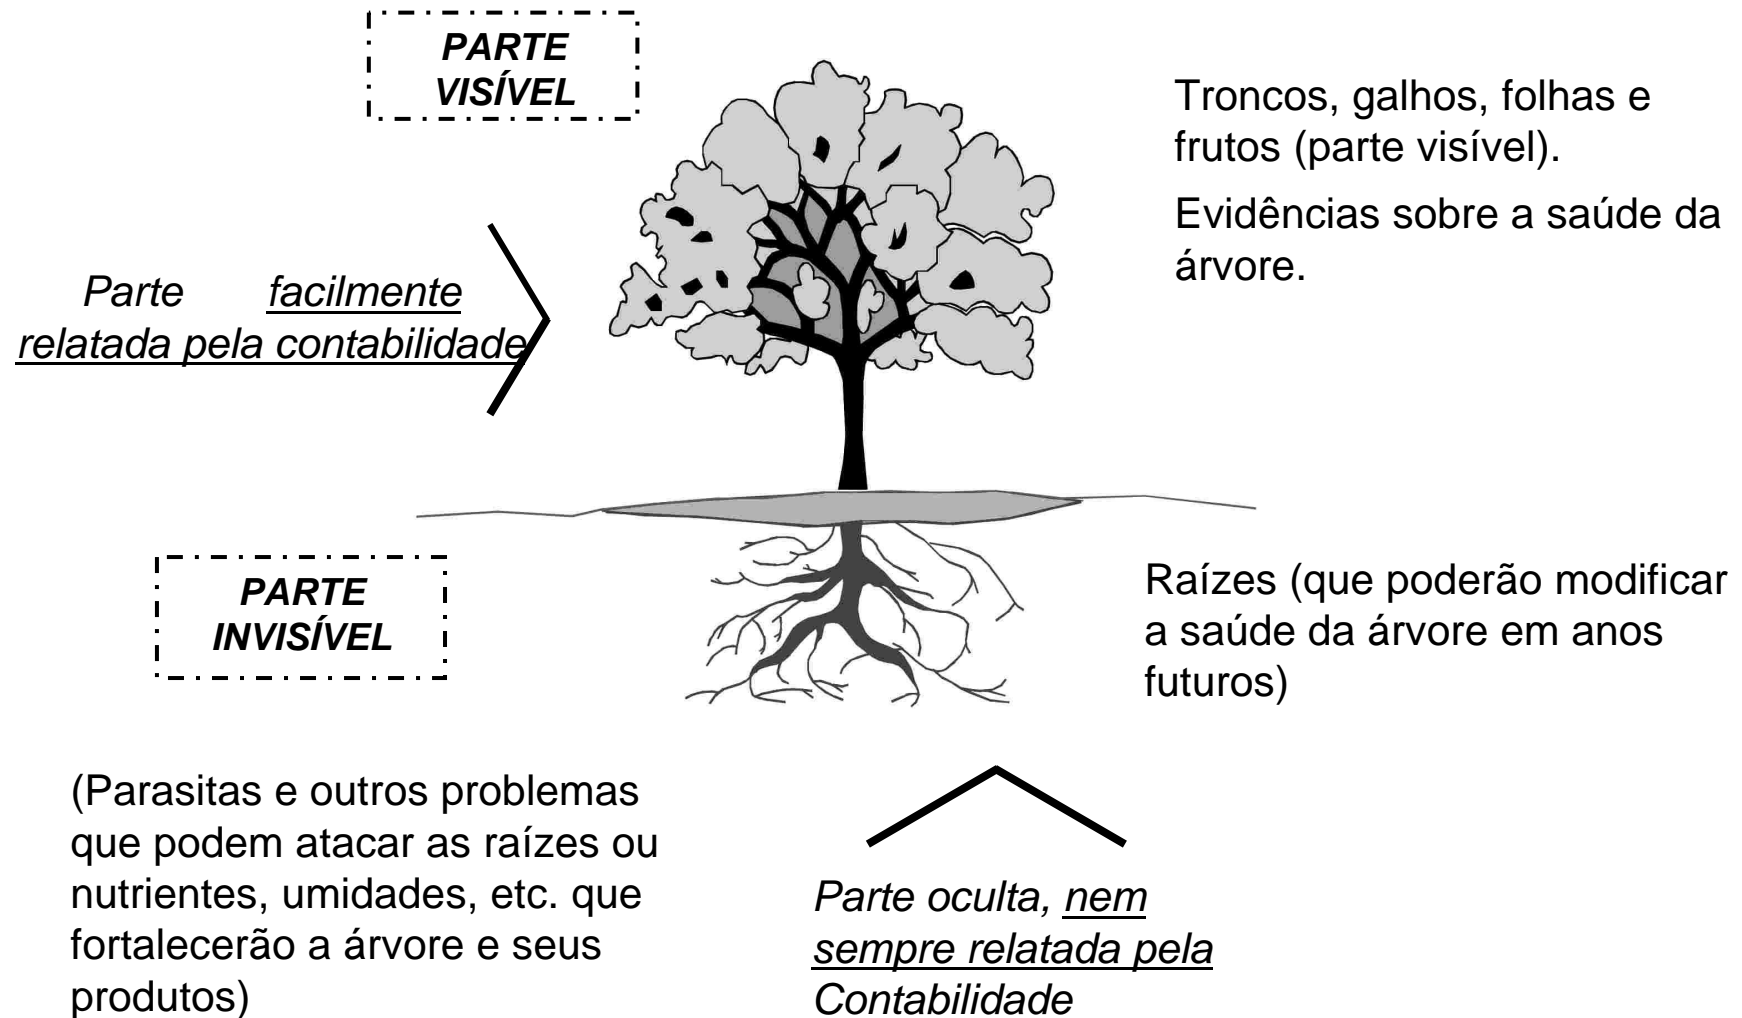 PARTE
VISÍVEL
Troncos, galhos, folhas e
frutos (parte visível).
Evidências sobre a saúde da
árvore.
Parte facilmente
relatada pela contabilidade
PARTE
INVISÍVEL
Raízes (que poderão modificar
a saúde da árvore em anos
futuros)
(Parasitas e outros problemas
que podem atacar as raízes ou
nutrientes, umidades, etc. que
fortalecerão a árvore e seus
produtos)
Parte oculta, nem
sempre relatada pela
Contabilidade